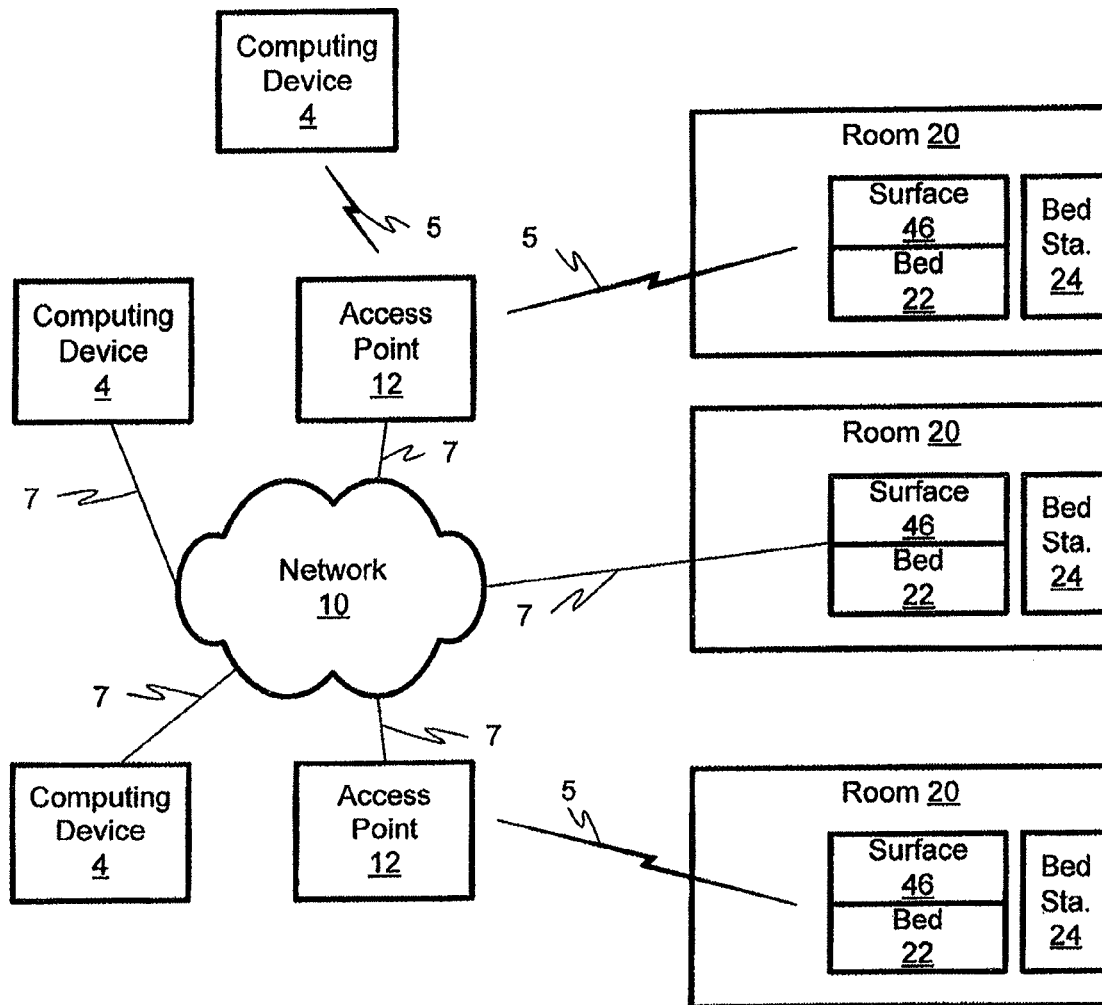 Computing
Device
4
5
5
Room 20
Surface
46
Bed
22
Bed
Sta.
24
Computing
Device
4
Access
Point
12
7
7
Room 20
Surface
46
Bed
22
Bed
Sta.
24
Network
10
7
7
7
Computing
Device
4
Access
Point
12
5
Room 20
Surface
46
Bed
22
Bed
Sta.
24